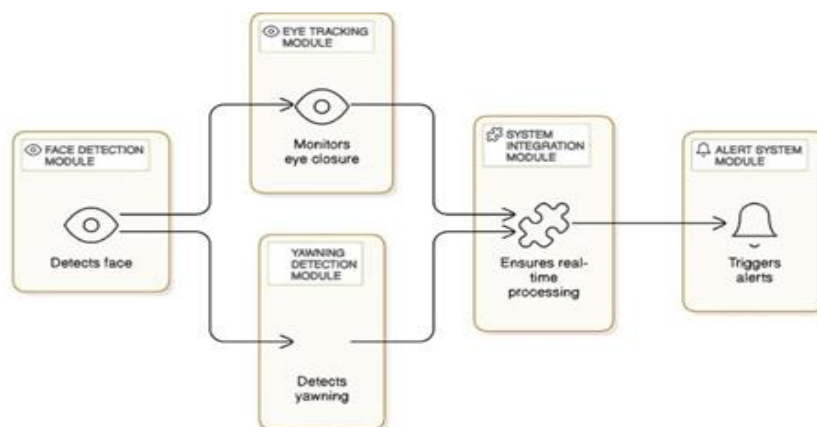 FACE DETECTION
MODULE
Detects face
EYE TRACKING
MODULE
Monitors
eye closure
YAWNING
DETECTION
MODULE
Detects
yawning
SYSTEM
INTEGRATION
MODULE
Ensures real-
time
processing
ALERT SYSTEM
MODULE
Triggers
alerts